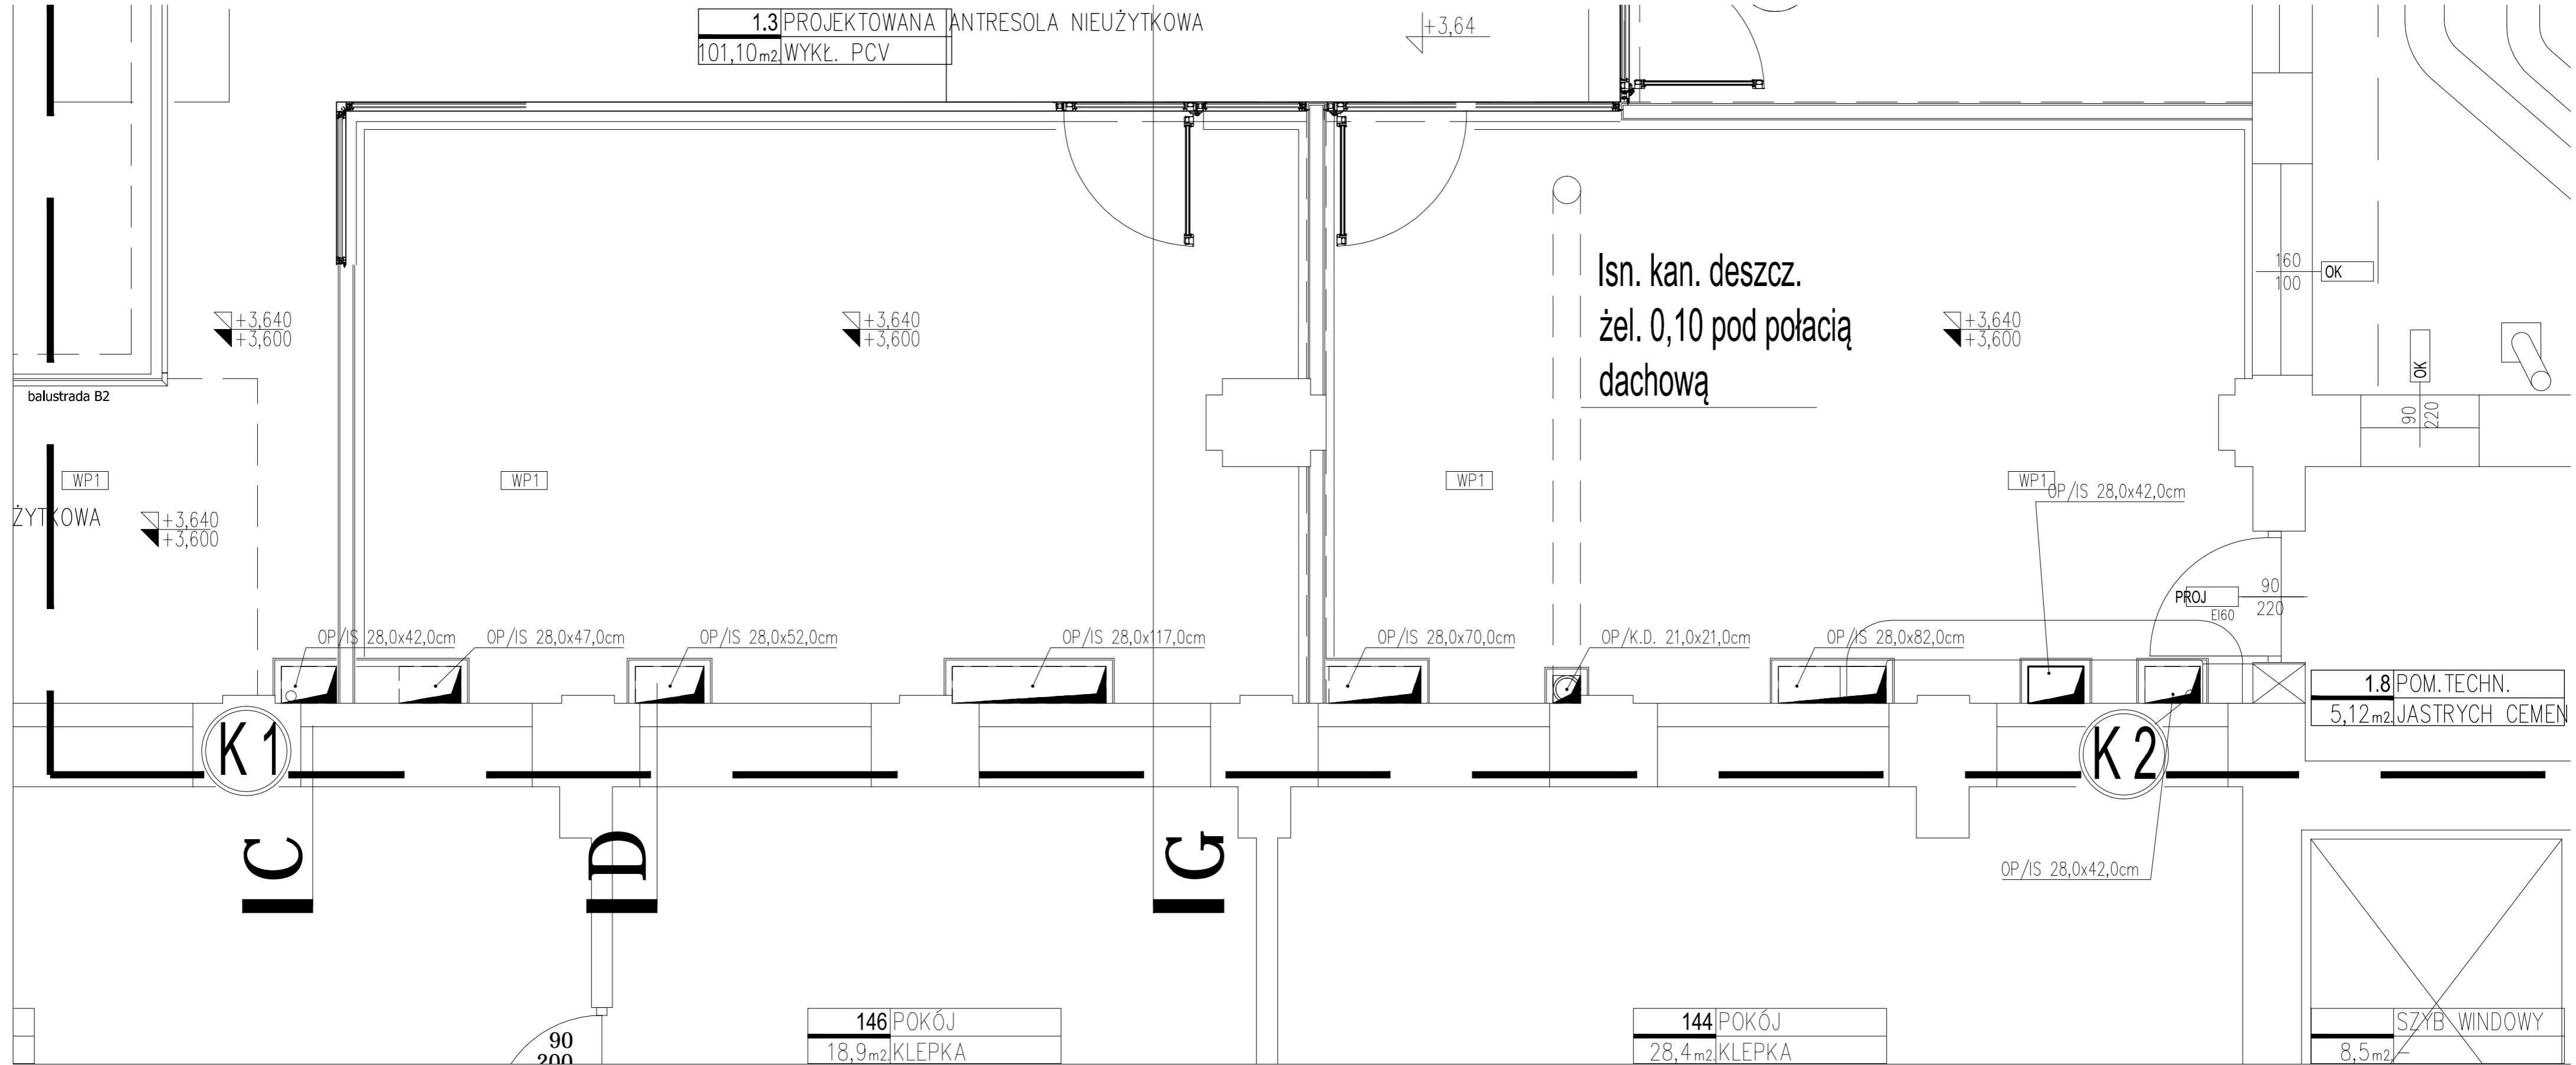 1.3 PROJEKTOWANA ANTRESOLA NIEUŻYTKOWA
101,10m2. WYKŁ. PCV
+3,64
Isn. kan. deszcz.
żel. 0,10 pod połacią
dachową
160
100
OK
+3,640
+3,600
+3,640
+3,600
+3,640
+3,600
OK
90
220
balustrada B2
WP1
WP1
WP1
WP1
OP/IS 28,0x42,0cm
ŻYTKOWA
+3,640
+3,600
PROJ
90
220
EI60
OP/IS 28,0x42,0cm
OP/IS 28,0x47,0cm
OP/IS 28,0x52,0cm
OP/IS 28,0x117,0cm
OP/IS 28,0x70,0cm
OP/K.D. 21,0x21,0cm
OP/IS 28,0x82,0cm
1.8 POM.TECHN.
5,12m2. JASTRYCH CEMEN
K1
K2
C
D
G
OP/IS 28,0x42,0cm
90
200
146 POKÓJ
18,9m2. KLEPKA
144 POKÓJ
28,4m2. KLEPKA
SZYB WINDOWY
8,5m2. -